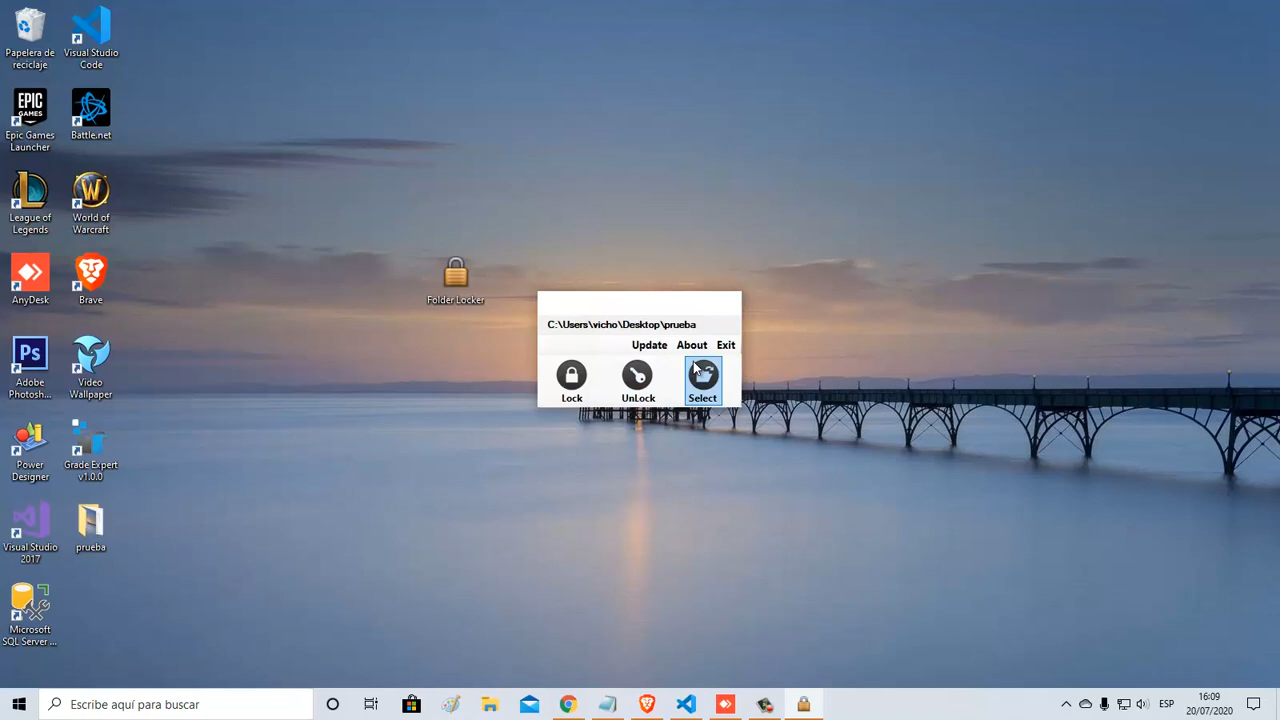 Papelera de
reciclaje
Visual Studio
Code
EPIC
GAMES
Epic Games
Launcher
Battle.net
League of
Legends
W
World of
Warcraft
AnyDesk
Brave
Ps
Adobe
Photosh...
Video
Wallpaper
Power
Designer
Grade Expert
v1.0.0
Visual Studio
2017
prueba
Microsoft
SQL Server ...
Folder Locker
C:\Users\vicho\Desktop\prueba
Update About Exit
Lock UnLock Select
Escribe aquí para buscar
ESP
16:09
20/07/2020